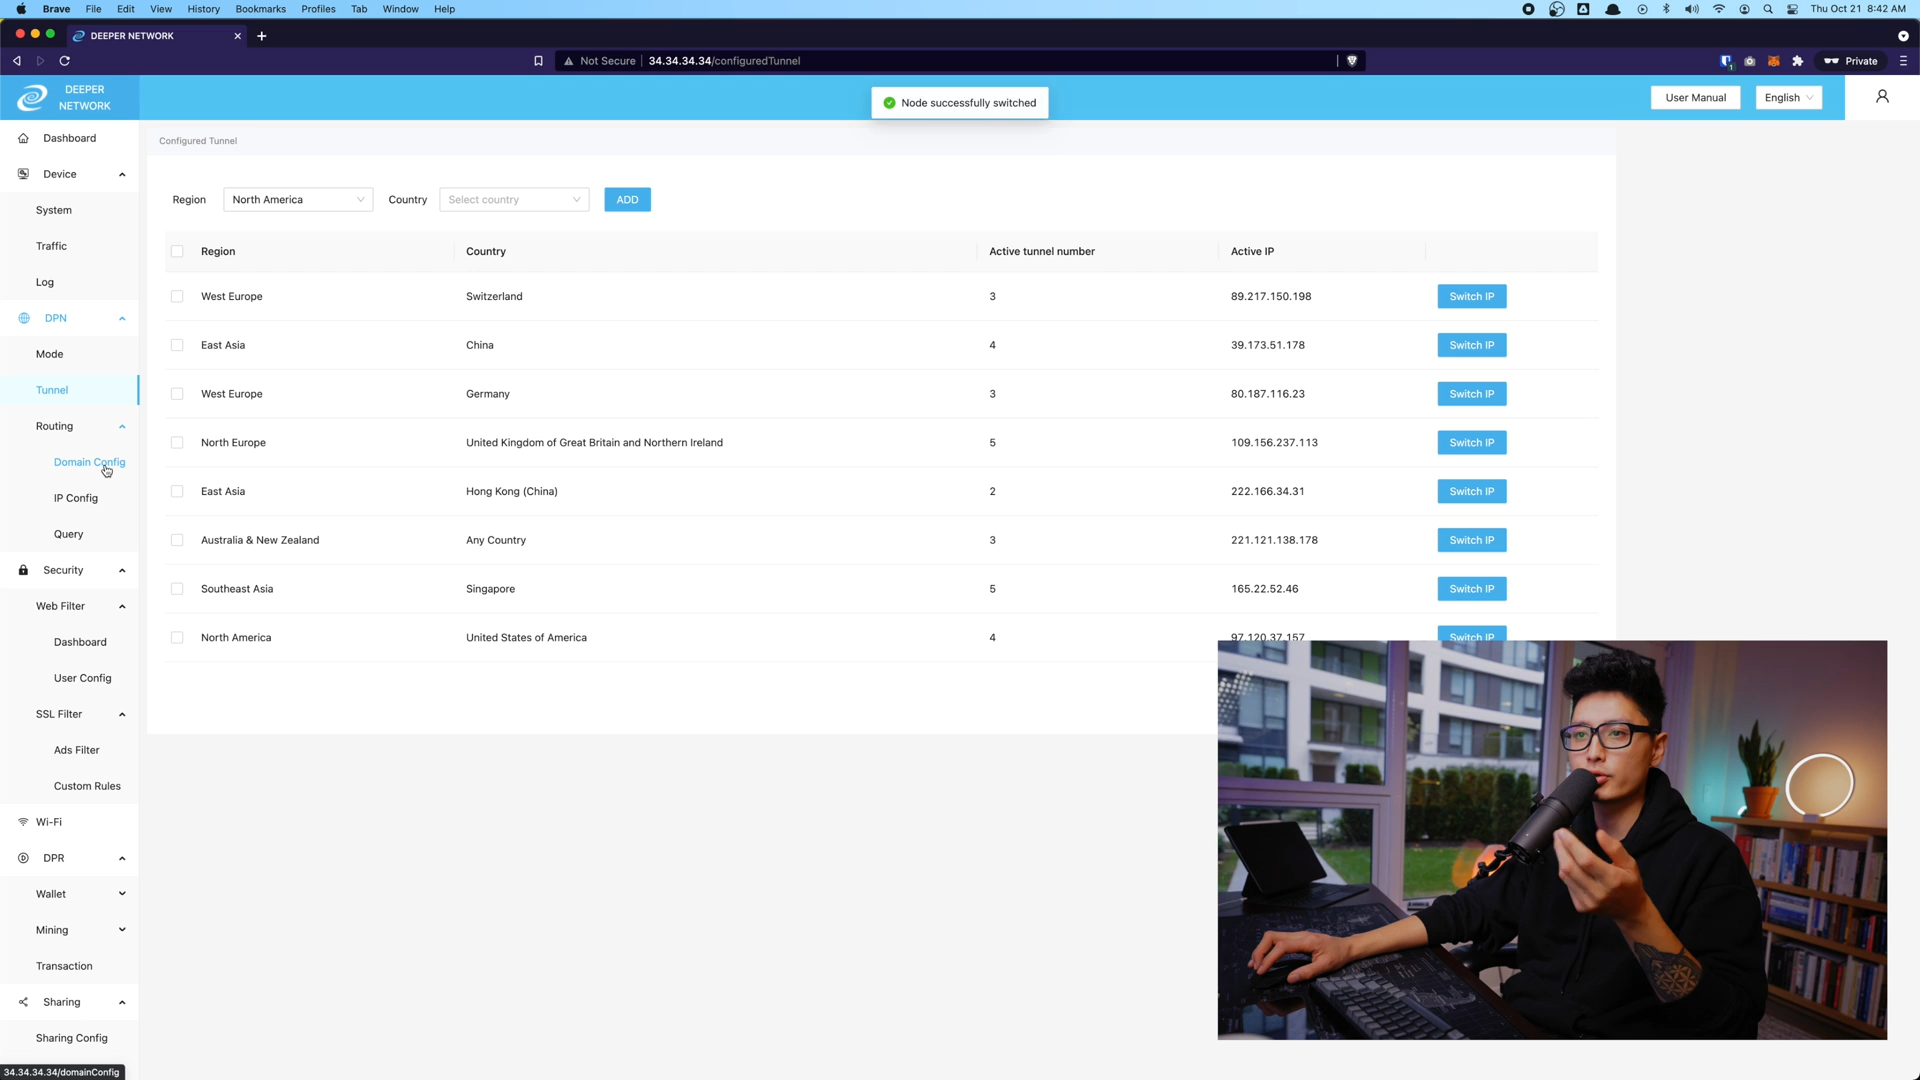 Brave File Edit View History Bookmarks Profiles Tab Window Help
Thu Oct 21 8:42 AM
DEEPER NETWORK
Not Secure 34.34.34.34/configuredTunnel
1
Private
DEEPER
NETWORK
Node successfully switched
User Manual
English
Dashboard
Device
System
Traffic
Log
DPN
Mode
Tunnel
Routing
Domain Config
IP Config
Query
Security
Web Filter
Dashboard
User Config
SSL Filter
Ads Filter
Custom Rules
Wi-Fi
DPR
Wallet
Mining
Transaction
Sharing
Sharing Config
34.34.34.34/domainConfig
Configured Tunnel
Region North America Country Select country ADD
Region Country Active tunnel number Active IP
West Europe Switzerland 3 89.217.150.198 Switch IP
East Asia China 4 39.173.51.178 Switch IP
West Europe Germany 3 80.187.116.23 Switch IP
North Europe United Kingdom of Great Britain and Northern Ireland 5 109.156.237.113 Switch IP
East Asia Hong Kong (China) 2 222.166.34.31 Switch IP
Australia & New Zealand Any Country 3 221.121.138.178 Switch IP
Southeast Asia Singapore 5 165.22.52.46 Switch IP
North America United States of America 4 97.120.37.157 Switch IP